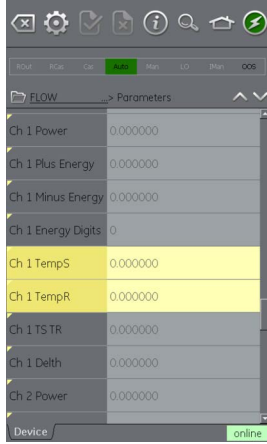 ROut RCas Cas Auto Man LO IMan OOS
FLOW ...> Parameters
Ch 1 Power 0.000000
Ch 1 Plus Energy 0.000000
Ch 1 Minus Energy 0.000000
Ch 1 Energy Digits 0
Ch 1 TempS 0.000000
Ch 1 TempR 0.000000
Ch 1 TS TR 0.000000
Ch 1 Delth 0.000000
Ch 2 Power 0.000000
Device online